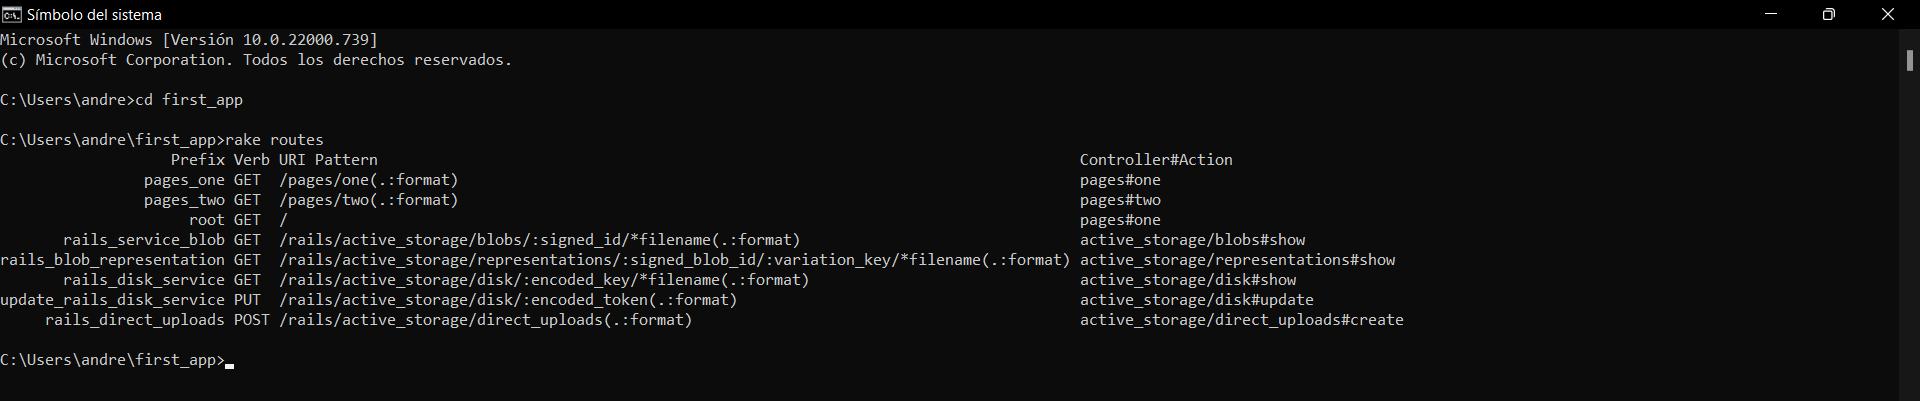 Símbolo del sistema
Microsoft Windows [Versión 10.0.22000.739]
(c) Microsoft Corporation. Todos los derechos reservados.
C:\Users\andre>cd first_app
C:\Users\andre\first_app>rake routes
Prefix Verb URI Pattern Controller#Action
pages_one GET /pages/one(.:format) pages#one
pages_two GET /pages/two(.:format) pages#two
root GET / pages#one
rails_service_blob GET /rails/active_storage/blobs/:signed_id/*filename(.:format) active_storage/blobs#show
rails_blob_representation GET /rails/active_storage/representations/:signed_blob_id/:variation_key/*filename(.:format) active_storage/representations#show
rails_disk_service GET /rails/active_storage/disk/:encoded_key/*filename(.:format) active_storage/disk#show
update_rails_disk_service PUT /rails/active_storage/disk/:encoded_token(.:format) active_storage/disk#update
rails_direct_uploads POST /rails/active_storage/direct_uploads(.:format) active_storage/direct_uploads#create
C:\Users\andre\first_app>